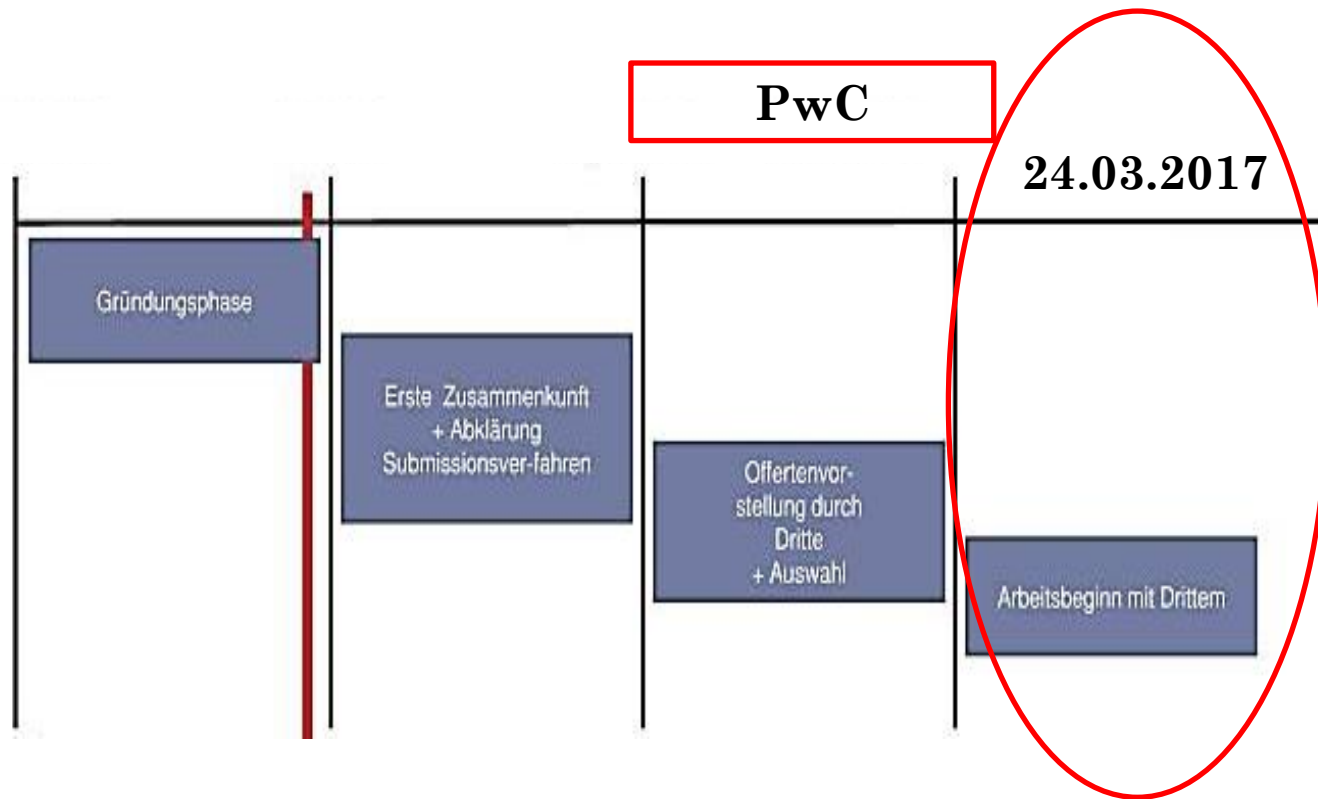 PwC
24.03.2017
Gründungsphase
Erste Zusammenkunft
+ Abklärung
Submissionsver-fahren
Offertenvor-
stellung durch
Dritte
+ Auswahl
Arbeitsbeginn mit Drittem